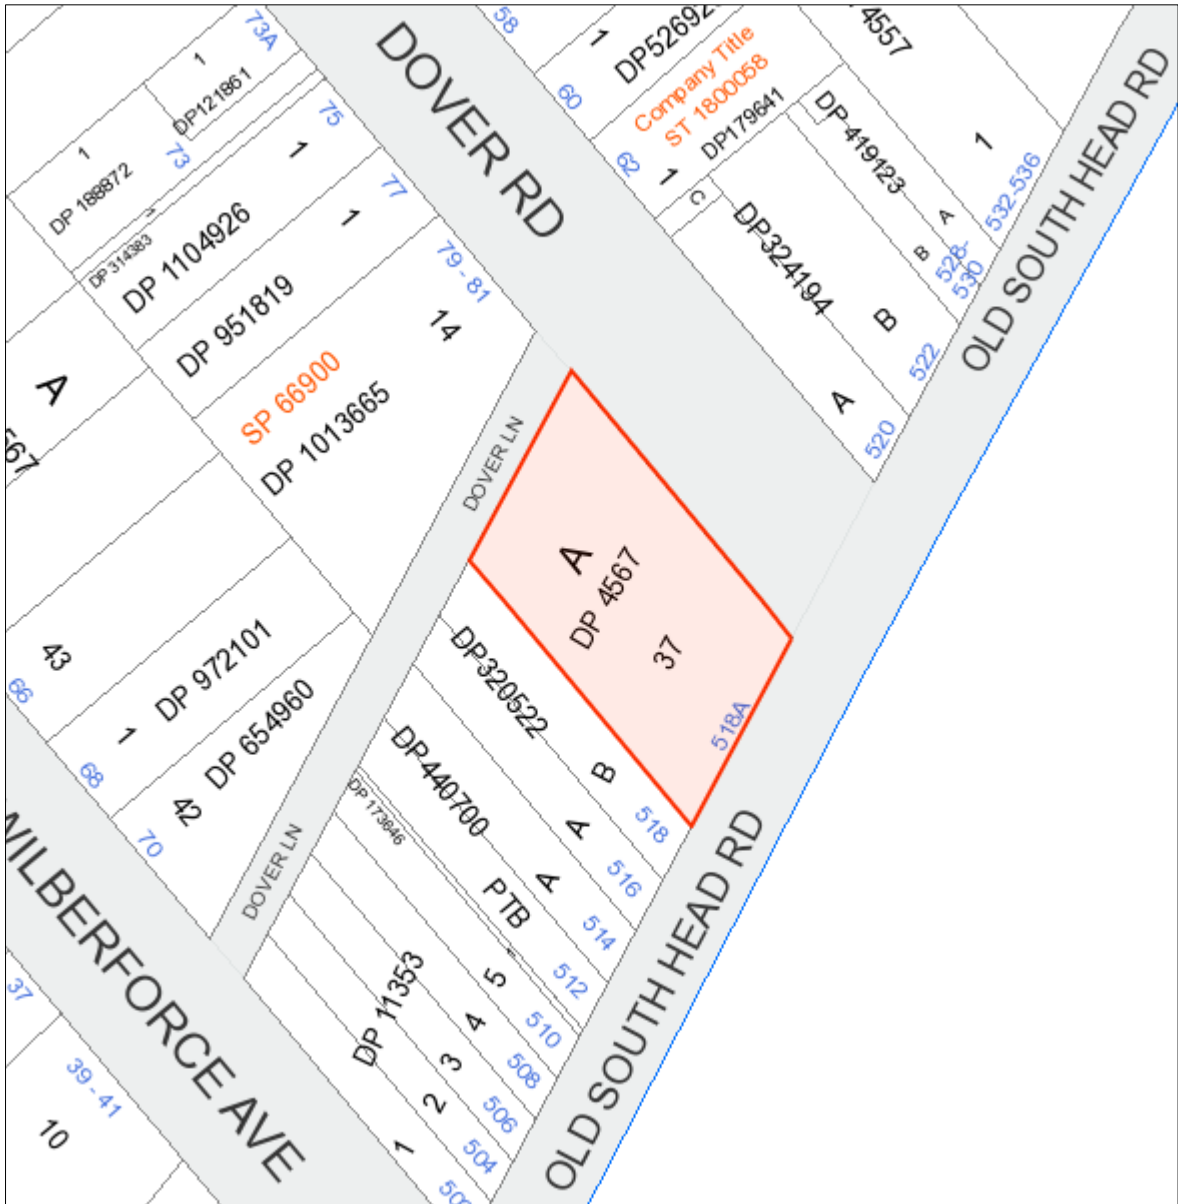 73A
1
DP121861
1
DP 188872
73
75
1
DP 314383
1
DP 1104926
77
1
DP 951819
79 - 81
14
SP 66900
DP 1013665
A
567
DOVER RD
58
1
60
Company Title
ST 1800058
DP179641
62
1
C
4557
1
532-536
DP 419423
A
B
528-
530
DP324194
B
522
A
520
OLD SOUTH HEAD RD
DOVER LN
A
DP 4567
37
518A
DP320522
B
518
A
516
DP440700
A
514
PTB
512
DP 173646
1
5
510
4
508
DP 11353
3
506
2
504
1
OLD SOUTH HEAD RD
43
66
1
DP 972101
68
42
DP 654960
70
DOVER LN
WILBERFORCE AVE
37
39 - 41
10